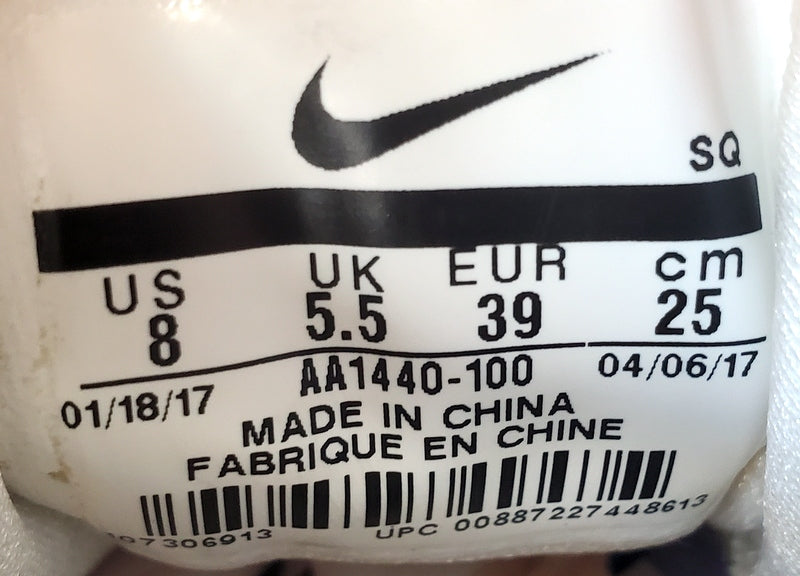 SQ
US UK EUR cm
8 5.5 39 25
01/18/17 AA1440-100 04/06/17
MADE IN CHINA
FABRIQUE EN CHINE
97306913 UPC 00887227448613